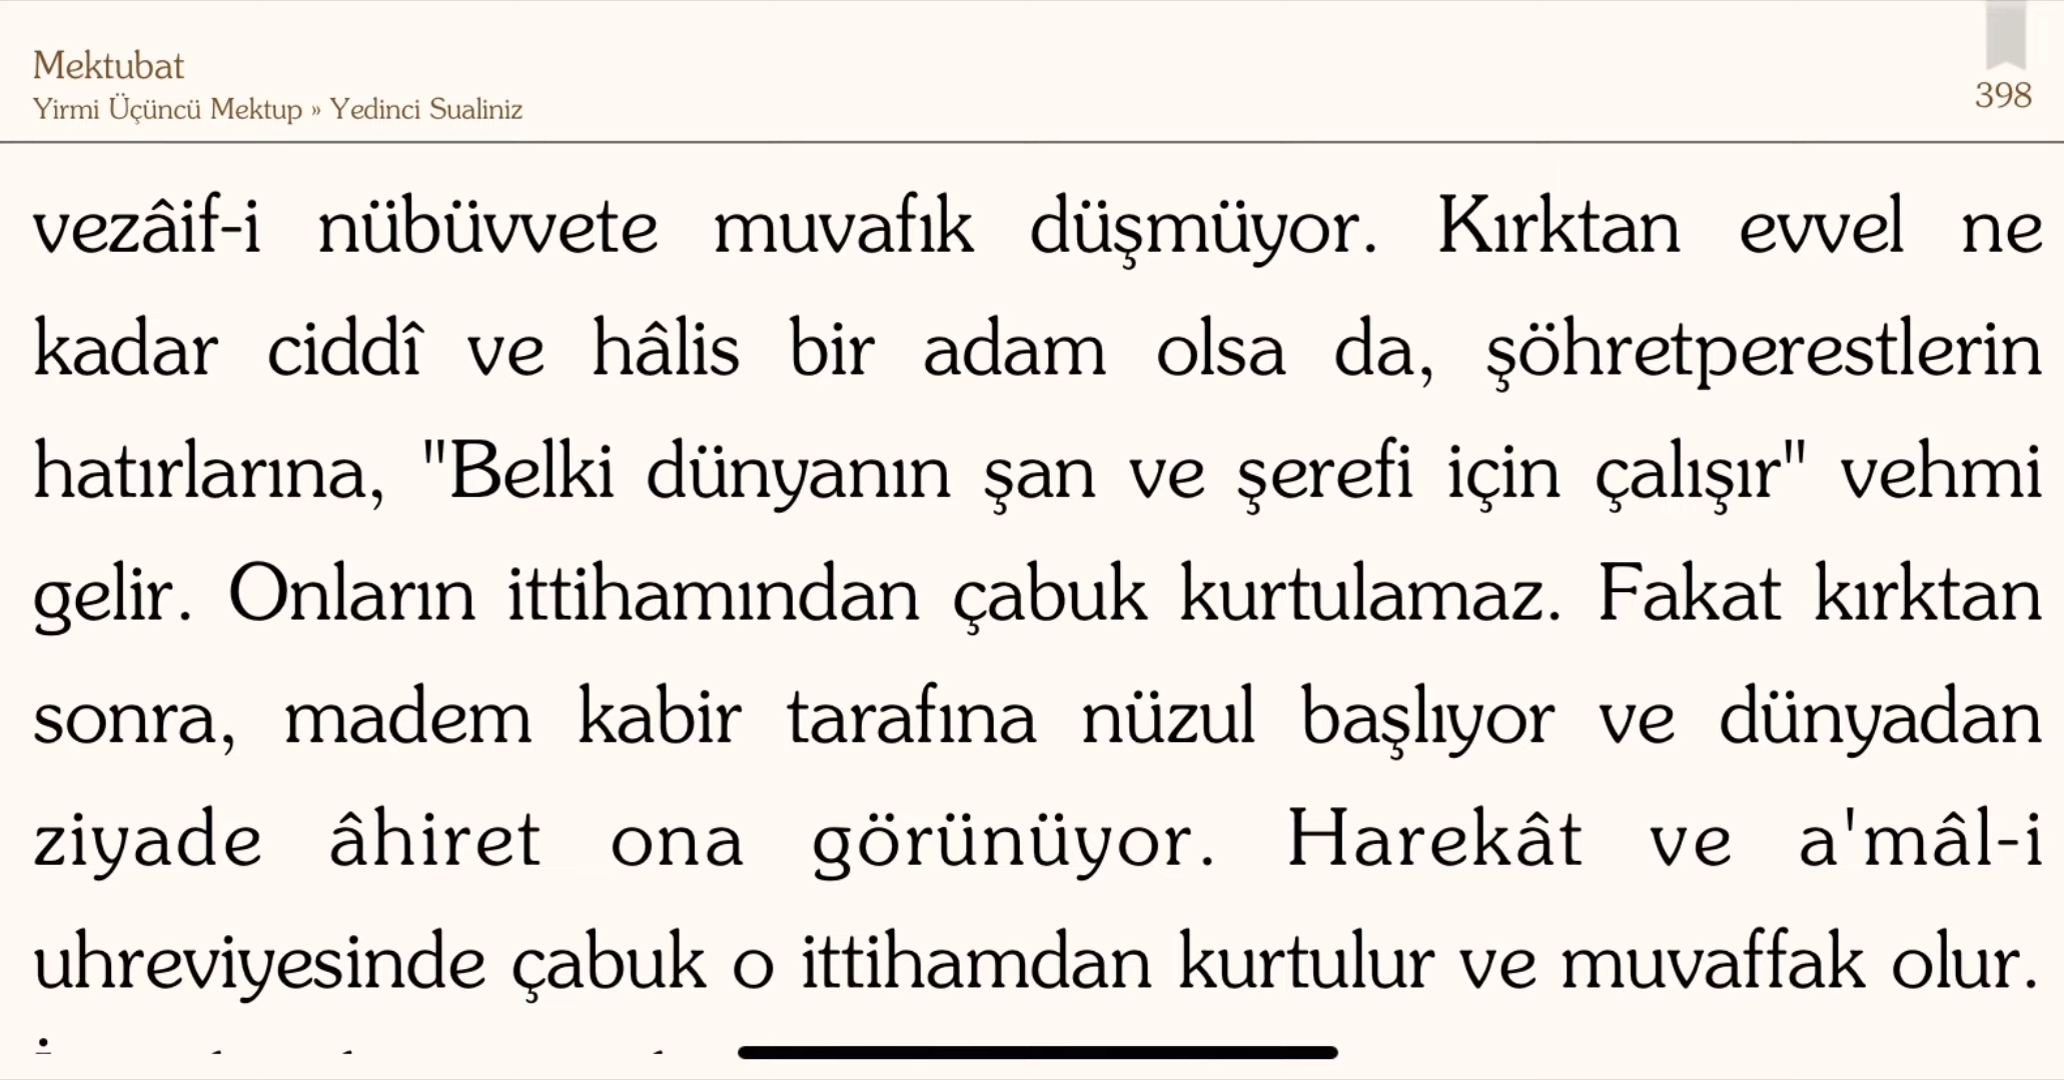 Mektubat
Yirmi Üçüncü Mektup » Yedinci Sualiniz
398
vezâif-i nübüvvete muvafık düşmüyor. Kırktan evvel ne
kadar ciddî ve hâlis bir adam olsa da, şöhretperestlerin
hatırlarına, "Belki dünyanın şan ve şerefi için çalışır" vehmi
gelir. Onların ittihamından çabuk kurtulamaz. Fakat kırktan
sonra, madem kabir tarafına nüzul başlıyor ve dünyadan
ziyade âhiret ona görünüyor. Harekât ve a'mâl-i
uhreviyesinde çabuk o ittihamdan kurtulur ve muvaffak olur.